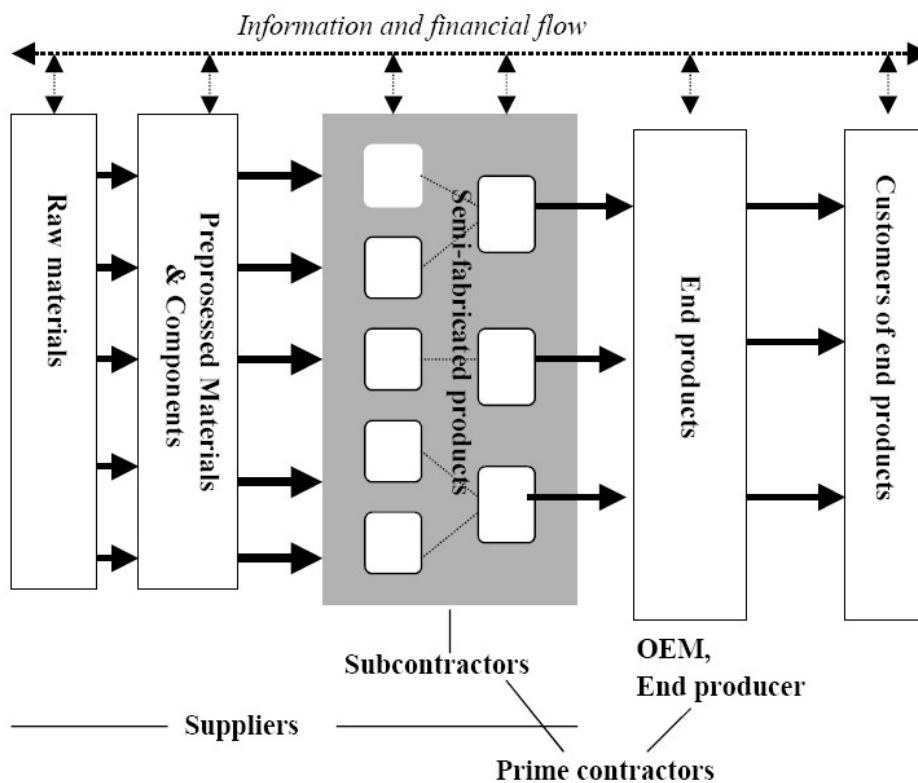 Information and financial flow
Raw materials
Preprosessed Materials
& Components
Semi-fabricated products
End products
Customers of end
products
Subcontractors
OEM,
End producer
Suppliers
Prime contractors